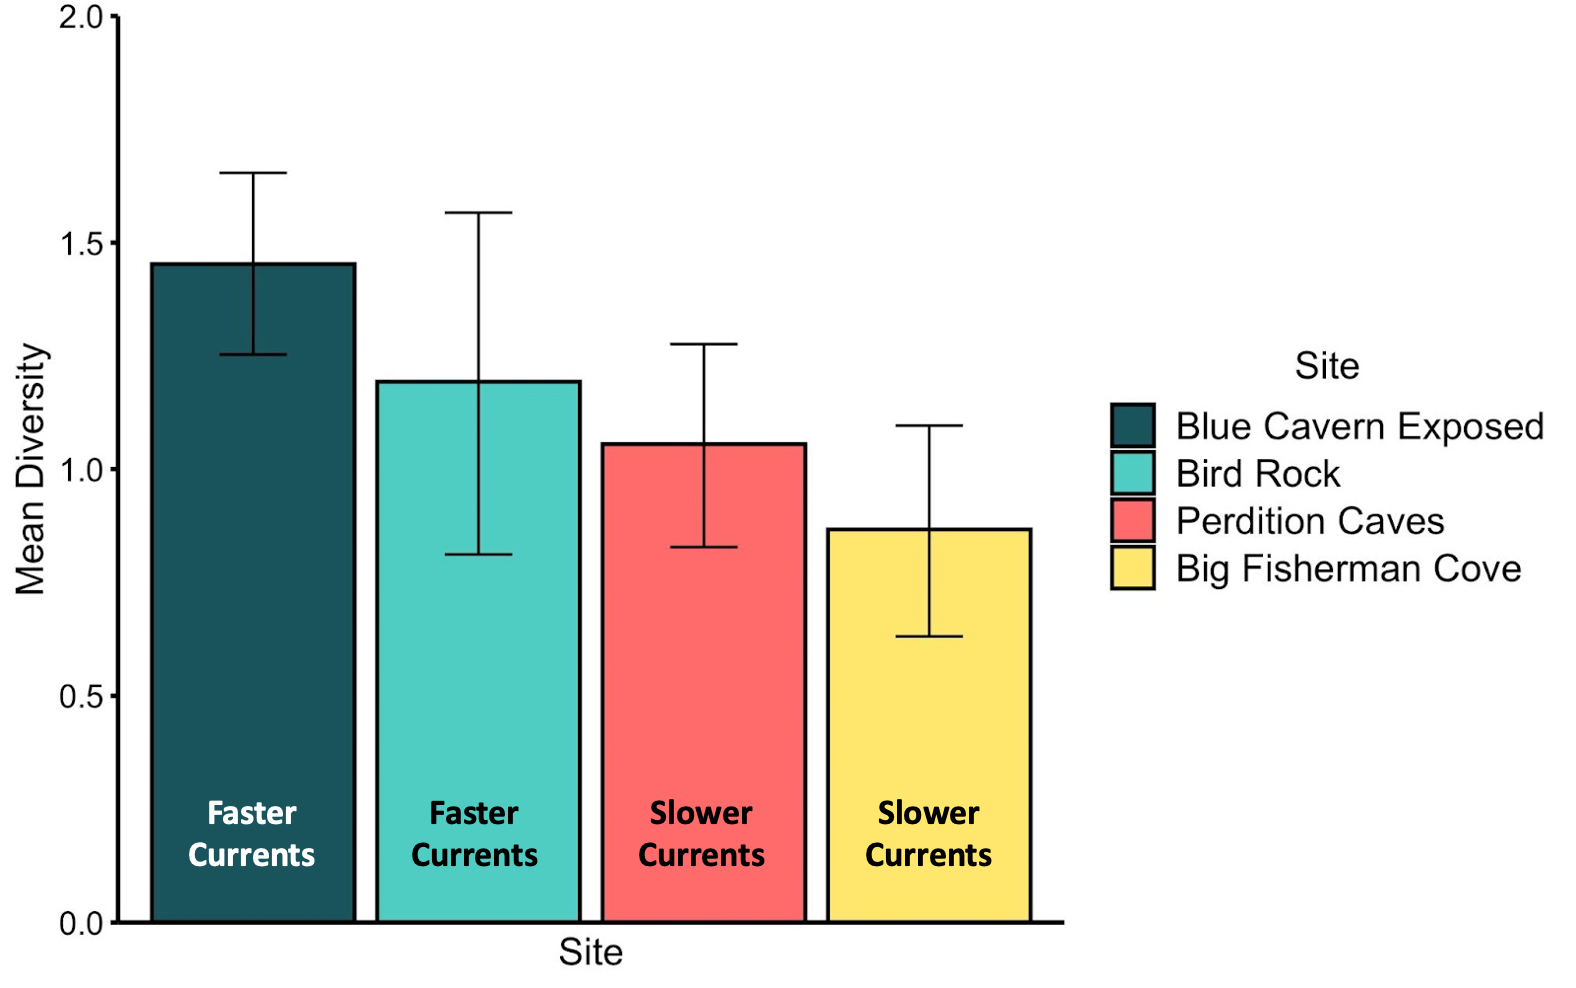 Mean Diversity
2.0
1.5
1.0
0.5
0.0
Faster
Currents
Faster
Currents
Slower
Currents
Slower
Currents
Site
Site
Blue Cavern Exposed
Bird Rock
Perdition Caves
Big Fisherman Cove